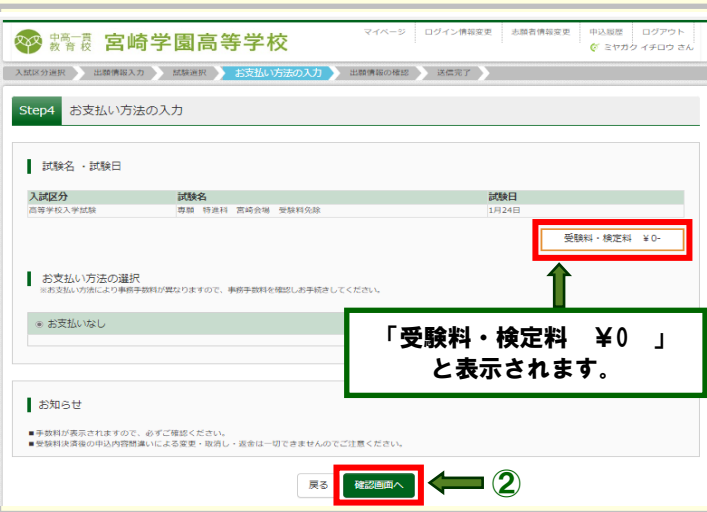 中高一貫教育校 宮崎学園高等学校
マイページ ログイン情報変更 志願者情報変更 申込履歴 ログアウト
ミヤガク イチロウ さん
入試区分選択 出願情報入力 試験選択 お支払い方法の入力 出願情報の確認 送信完了
Step4 お支払い方法の入力
試験名 ・試験日
入試区分 試験名 試験日
高等学校入学試験 専願 特進科 宮崎会場 受験料免除 1月24日
受験料・検定料 ¥0-
お支払い方法の選択
※お支払い方法により事務手数料が異なりますので、事務手数料を確認しお手続きしてください。
お支払いなし
「受験料・検定料 ¥0 」
と表示されます。
お知らせ
■手数料が表示されますので、必ずご確認ください。
■受験料決済後の申込内容間違いによる変更・取消し・返金は一切できませんのでご注意ください。
戻る 確認画面へ ②